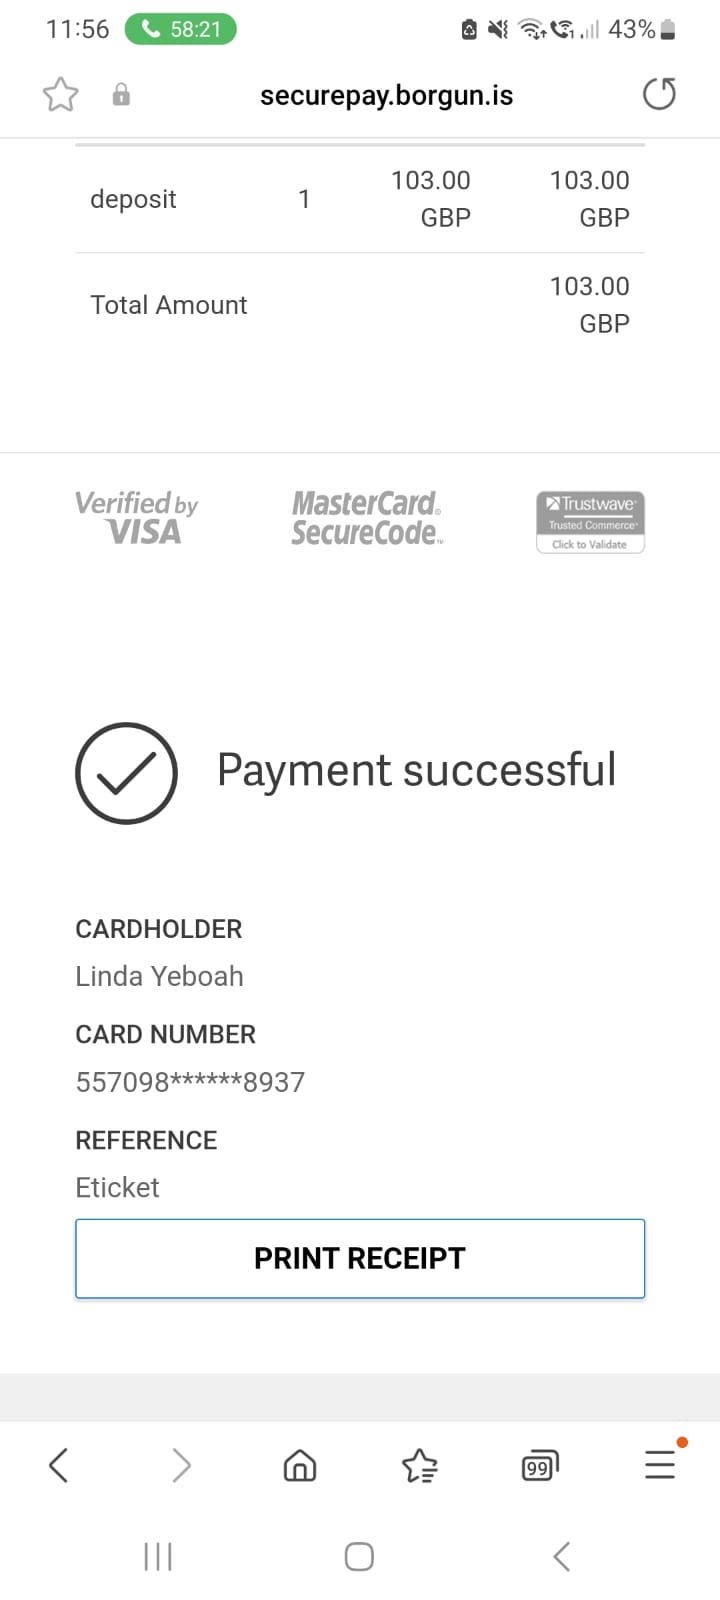 11:56 58:21 43%
securepay.borgun.is
deposit 1 103.00 GBP 103.00 GBP
Total Amount 103.00 GBP
Verified by VISA
MasterCard. SecureCode.
Trustwave
Trusted Commerce
Click to Validate
Payment successful
CARDHOLDER
Linda Yeboah
CARD NUMBER
557098******8937
REFERENCE
Eticket
PRINT RECEIPT
99